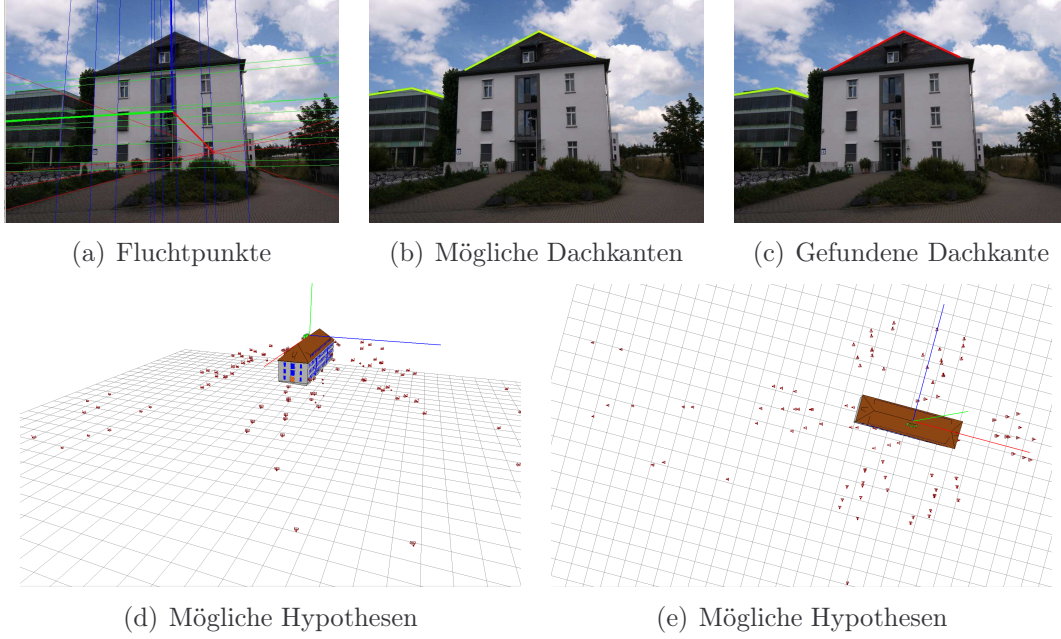 (a) Fluchtpunkte
(b) Mögliche Dachkanten
(c) Gefundene Dachkante
(d) Mögliche Hypothesen
(e) Mögliche Hypothesen